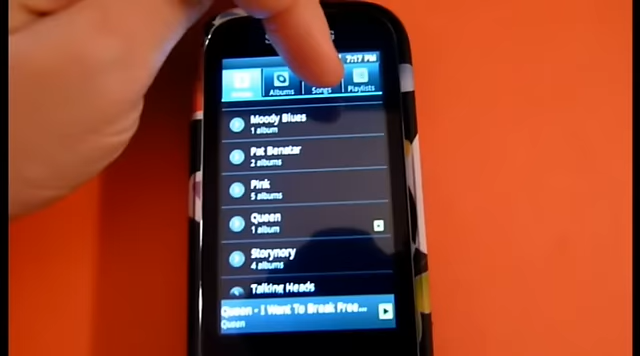 7:17 PM
Albums
Songs
Playlists
Moody Blues
1 album
Pat Benatar
2 albums
Pink
5 albums
Queen
1 album
Storynory
4 albums
Talking Heads
Queen - I Want To Break Free...
Queen